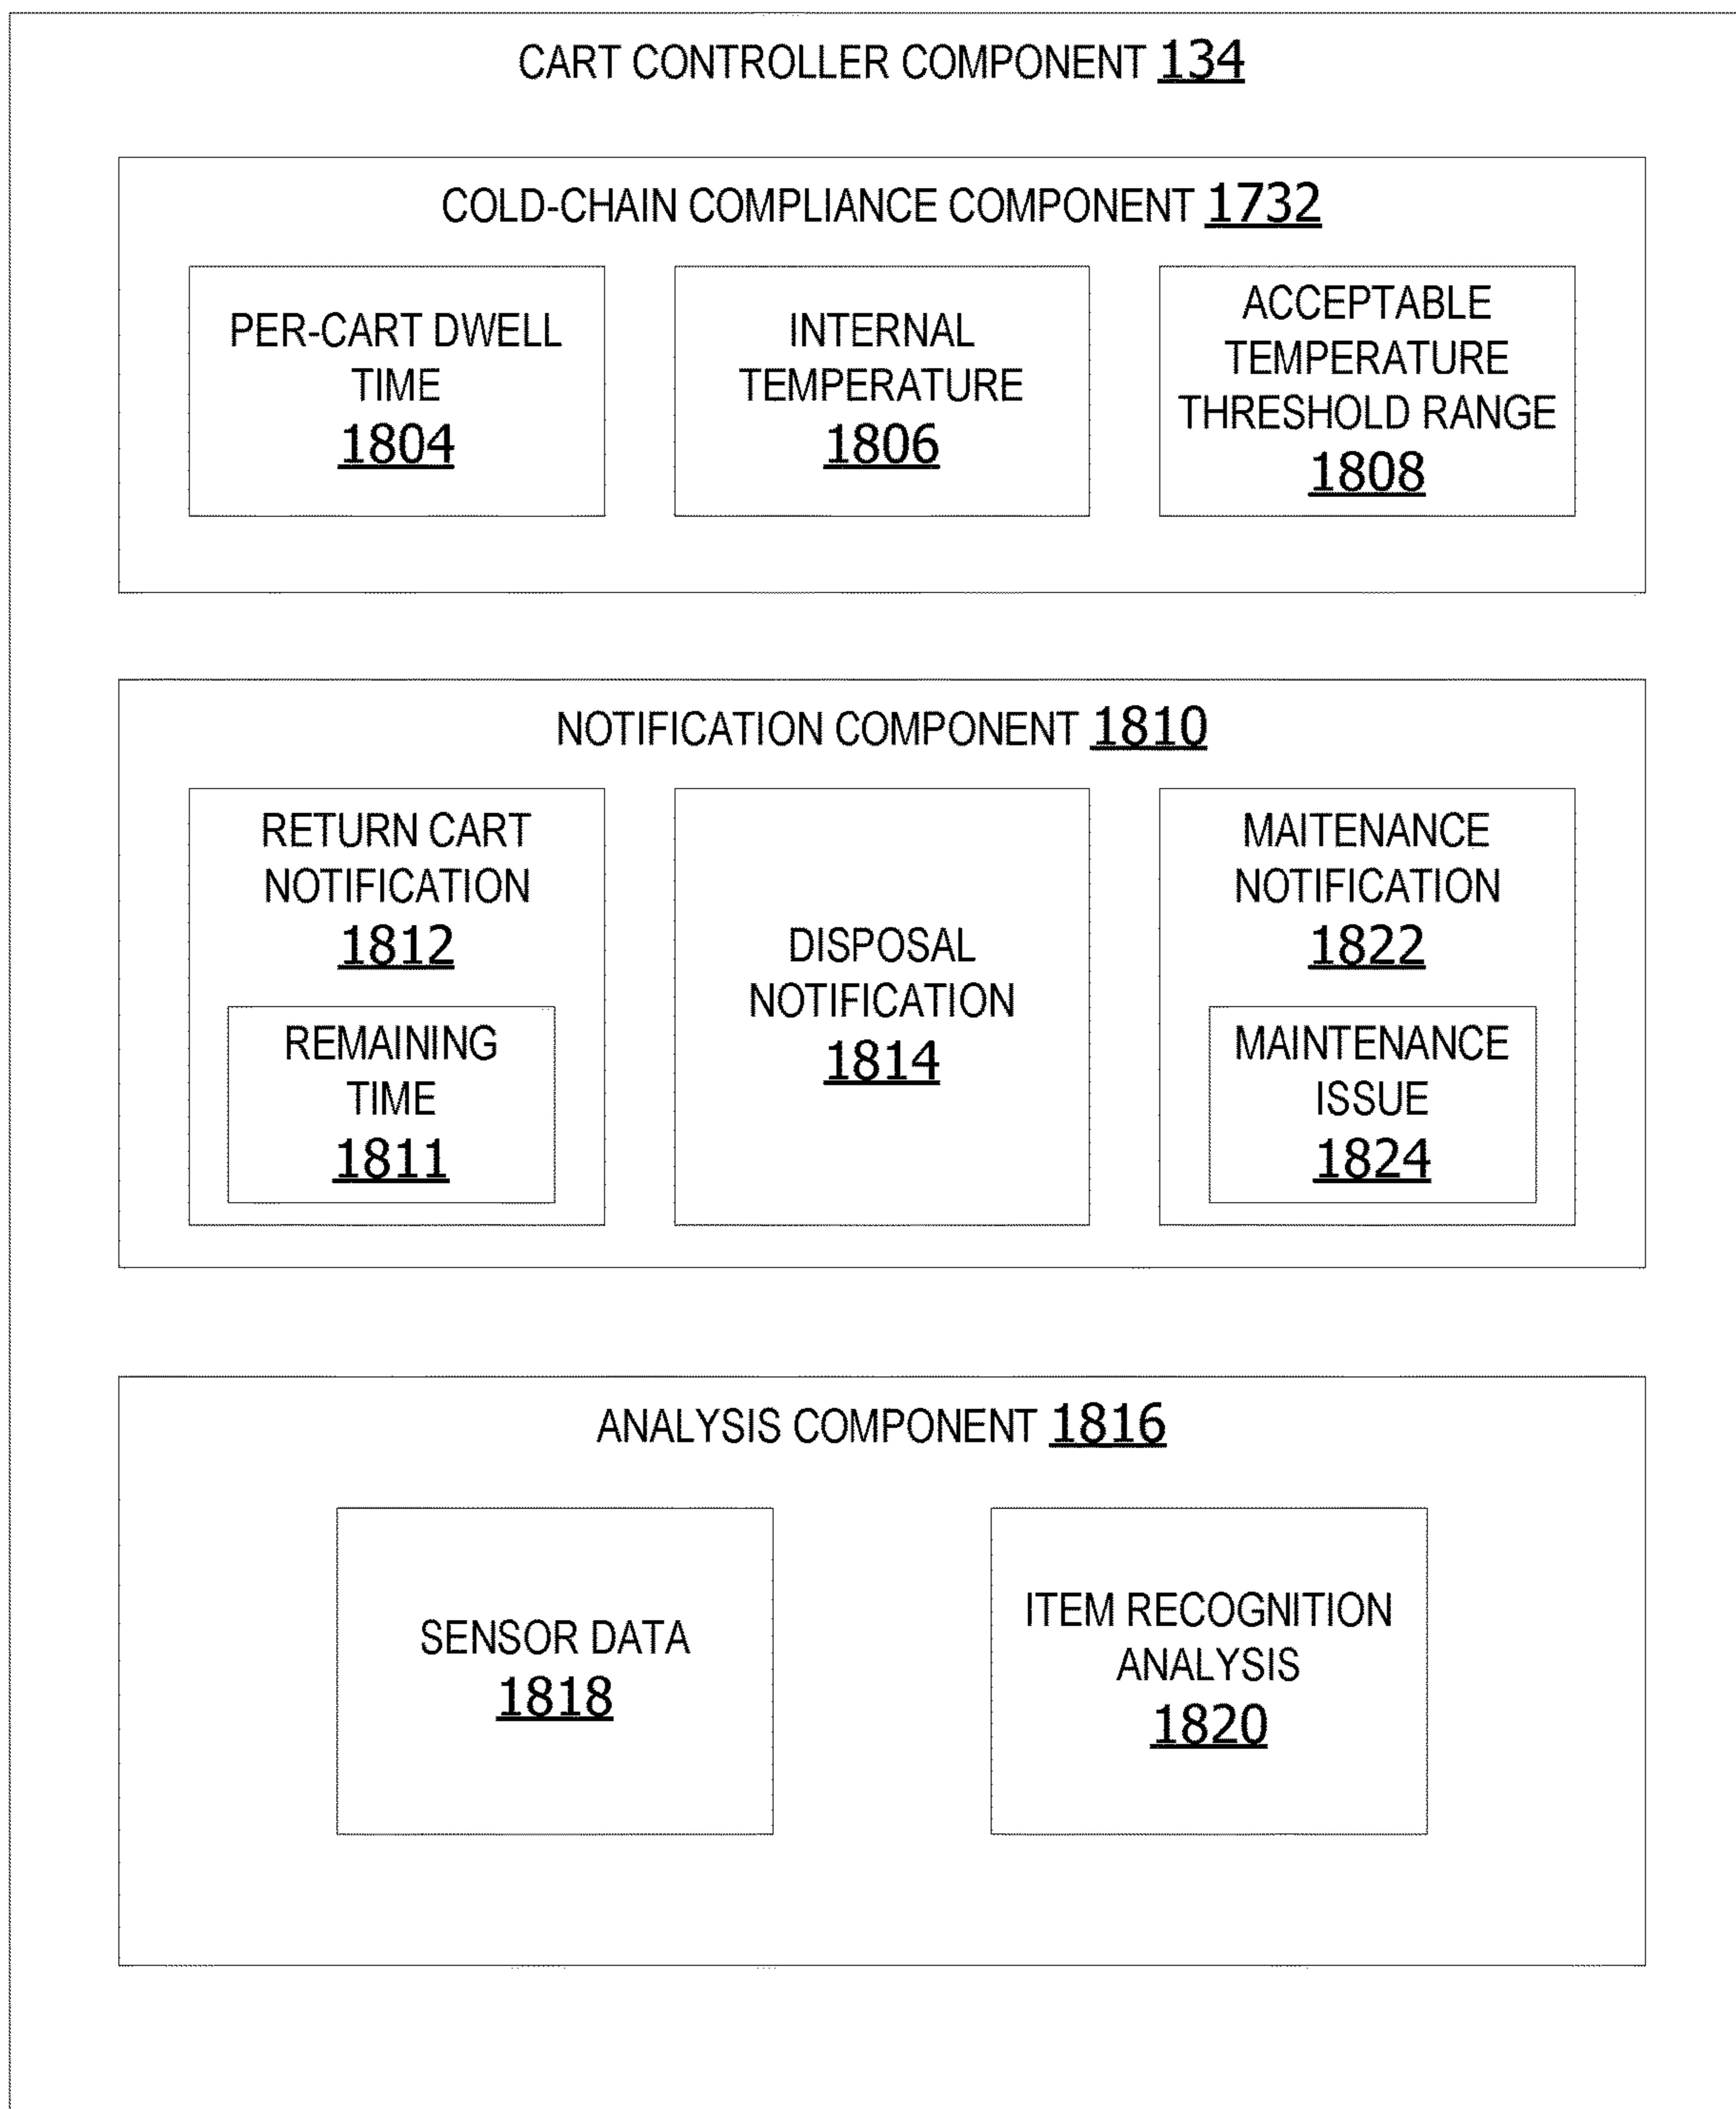 CART CONTROLLER COMPONENT 134
COLD-CHAIN COMPLIANCE COMPONENT 1732
PER-CART DWELL
TIME
1804
INTERNAL
TEMPERATURE
1806
ACCEPTABLE
TEMPERATURE
THRESHOLD RANGE
1808
NOTIFICATION COMPONENT 1810
RETURN CART
NOTIFICATION
1812
REMAINING
TIME
1811
DISPOSAL
NOTIFICATION
1814
MAITENANCE
NOTIFICATION
1822
MAINTENANCE
ISSUE
1824
ANALYSIS COMPONENT 1816
SENSOR DATA
1818
ITEM RECOGNITION
ANALYSIS
1820